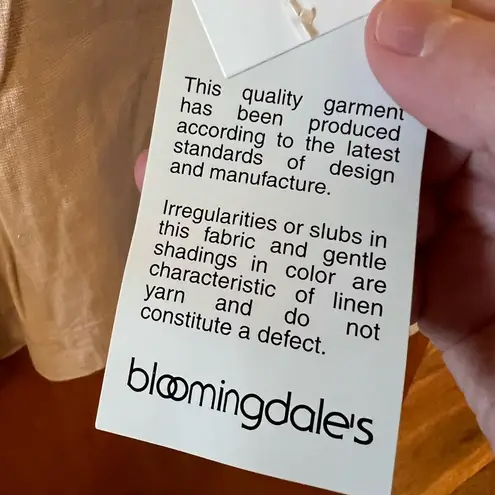 This quality garment
has been produced
according to the latest
standards of design
and manufacture.
Irregularities or slubs in
this fabric and gentle
shadings in color are
characteristic of linen
yarn and do not
constitute a defect.
bloomingdale's